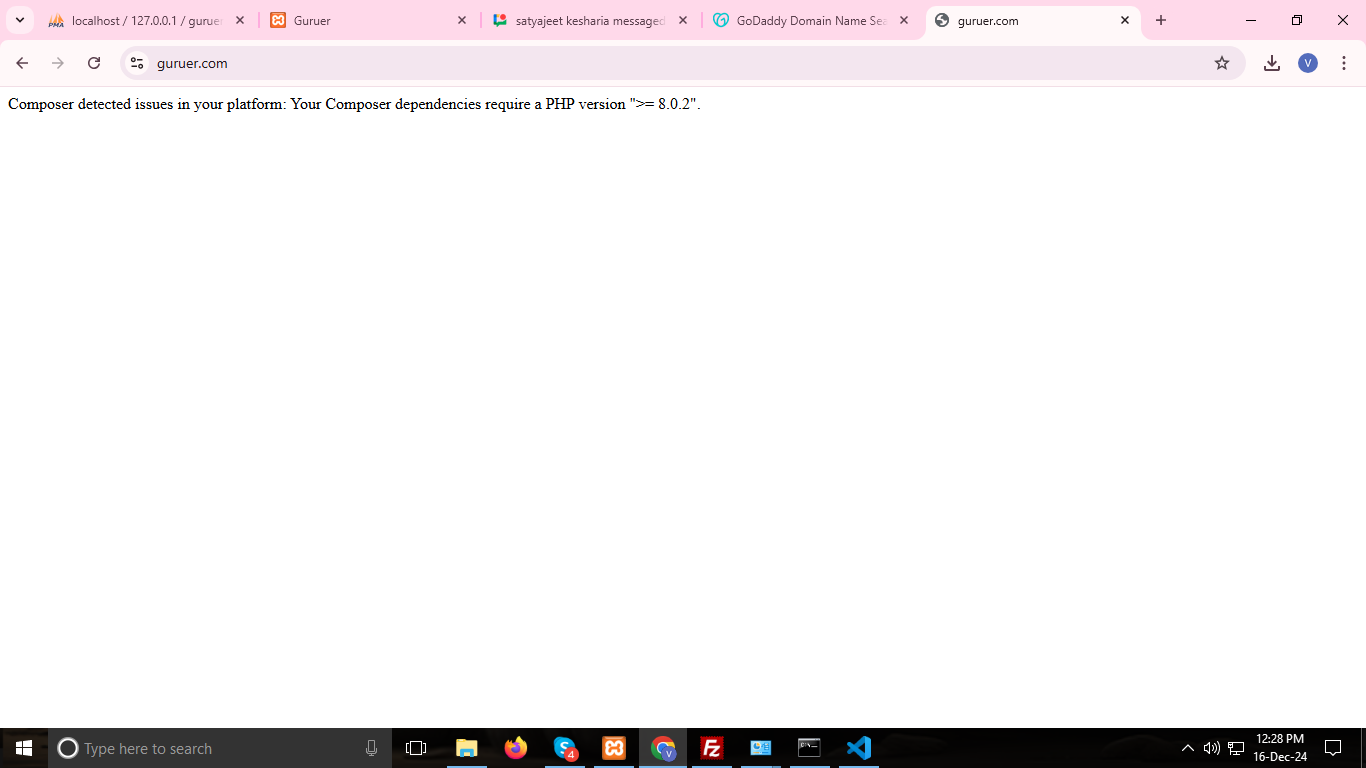 PMA localhost / 127.0.0.1 / gurue
Guruer
satyajeet kesharia messaged
GoDaddy Domain Name Sea
guruer.com
guruer.com
V
Composer detected issues in your platform: Your Composer dependencies require a PHP version ">= 8.0.2".
Type here to search
4
V
Fz
12:28 PM
16-Dec-24